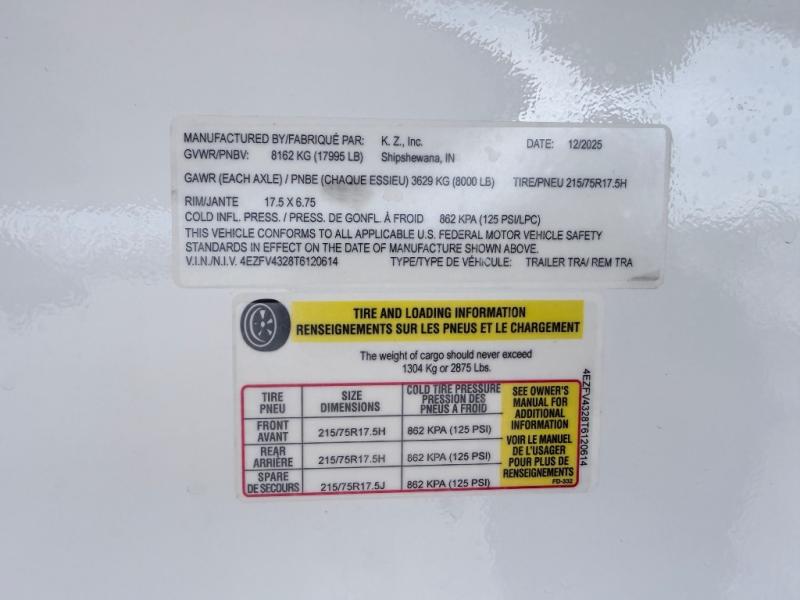 MANUFACTURED BY/FABRIQUÉ PAR: K. Z., Inc. DATE: 12/2025
GVWR/PNBV: 8162 KG (17995 LB) Shipshewana, IN
GAWR (EACH AXLE) / PNBE (CHAQUE ESSIEU) 3629 KG (8000 LB) TIRE/PNEU 215/75R17.5H
RIM/JANTE 17.5 X 6.75
COLD INFL. PRESS. / PRESS. DE GONFL. À FROID 862 KPA (125 PSI/LPC)
THIS VEHICLE CONFORMS TO ALL APPLICABLE U.S. FEDERAL MOTOR VEHICLE SAFETY
STANDARDS IN EFFECT ON THE DATE OF MANUFACTURE SHOWN ABOVE.
V.I.N./N.I.V. 4EZFV4328T6120614 TYPE/TYPE DE VÉHICULE: TRAILER TRA/ REM TRA
TIRE AND LOADING INFORMATION
RENSEIGNEMENTS SUR LES PNEUS ET LE CHARGEMENT
The weight of cargo should never exceed
1304 Kg or 2875 Lbs.
TIRE
PNEU
SIZE
DIMENSIONS
COLD TIRE PRESSURE
PRESSION DES
PNEUS À FROID
FRONT
AVANT
215/75R17.5H
862 KPA (125 PSI)
REAR
ARRIÈRE
215/75R17.5H
862 KPA (125 PSI)
SPARE
DE SECOURS
215/75R17.5J
862 KPA (125 PSI)
SEE OWNER'S
MANUAL FOR
ADDITIONAL
INFORMATION
VOIR LE MANUEL
DE L'USAGER
POUR PLUS DE
RENSEIGNEMENTS
FD-332
4EZFV4328T6120614